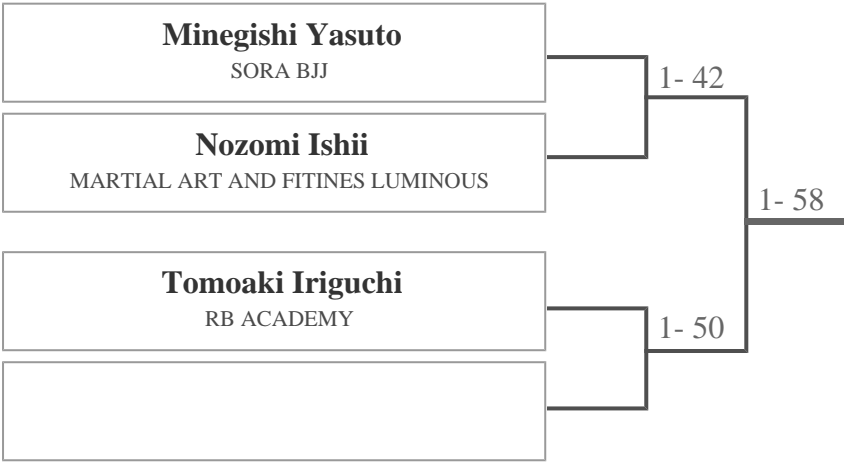 Minegishi Yasuto
SORA BJJ
1- 42
Nozomi Ishii
MARTIAL ART AND FITINES LUMINOUS
1- 58
Tomoaki Iriguchi
RB ACADEMY
1- 50